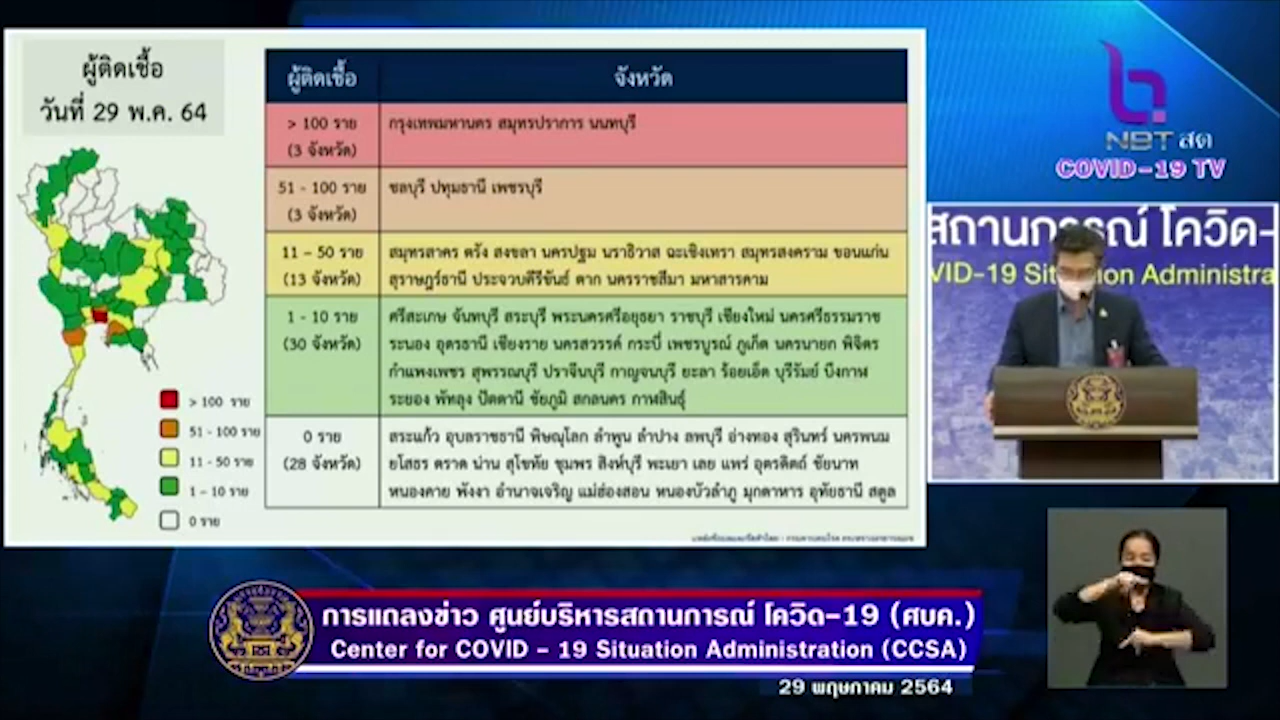 ผู้ติดเชื้อ
วันที่ 29 พ.ค. 64
ผู้ติดเชื้อ
จังหวัด
> 100 ราย
(3 จังหวัด)
กรุงเทพมหานคร สมุทรปราการ นนทบุรี
51 - 100 ราย
(3 จังหวัด)
ชลบุรี ปทุมธานี เพชรบุรี
11 – 50 ราย
(13 จังหวัด)
สมุทรสาคร ตรัง สงขลา นครปฐม นราธิวาส ฉะเชิงเทรา สมุทรสงคราม ขอนแก่น
สุราษฎร์ธานี ประจวบคีรีขันธ์ ตาก นครราชสีมา มหาสารคาม
1 - 10 ราย
(30 จังหวัด)
ศรีสะเกษ จันทบุรี สระบุรี พระนครศรีอยุธยา ราชบุรี เชียงใหม่ นครศรีธรรมราช
ระนอง อุดรธานี เชียงราย นครสวรรค์ กระบี่ เพชรบูรณ์ ภูเก็ต นครนายก พิจิตร
กำแพงเพชร สุพรรณบุรี ปราจีนบุรี กาญจนบุรี ยะลา ร้อยเอ็ด บุรีรัมย์ บึงกาฬ
ระยอง พัทลุง ปัตตานี ชัยภูมิ สกลนคร กาฬสินธุ์
0 ราย
(28 จังหวัด)
สระแก้ว อุบลราชธานี พิษณุโลก ลำพูน ลำปาง ลพบุรี อ่างทอง สุรินทร์ นครพนม
ยโสธร ตราด น่าน สุโขทัย ชุมพร สิงห์บุรี พะเยา เลย แพร่ อุตรดิตถ์ ชัยนาท
หนองคาย พังงา อำนาจเจริญ แม่ฮ่องสอน หนองบัวลำภู มุกดาหาร อุทัยธานี สตูล
> 100 ราย
51 - 100 ราย
11 - 50 ราย
1 - 10 ราย
0 ราย
NBT สด
COVID-19 TV
สถานการณ์ โควิด-
VID-19 Situation Administra
การแถลงข่าว ศูนย์บริหารสถานการณ์ โควิด-19 (ศบค.)
Center for COVID - 19 Situation Administration (CCSA)
29 พฤษภาคม 2564